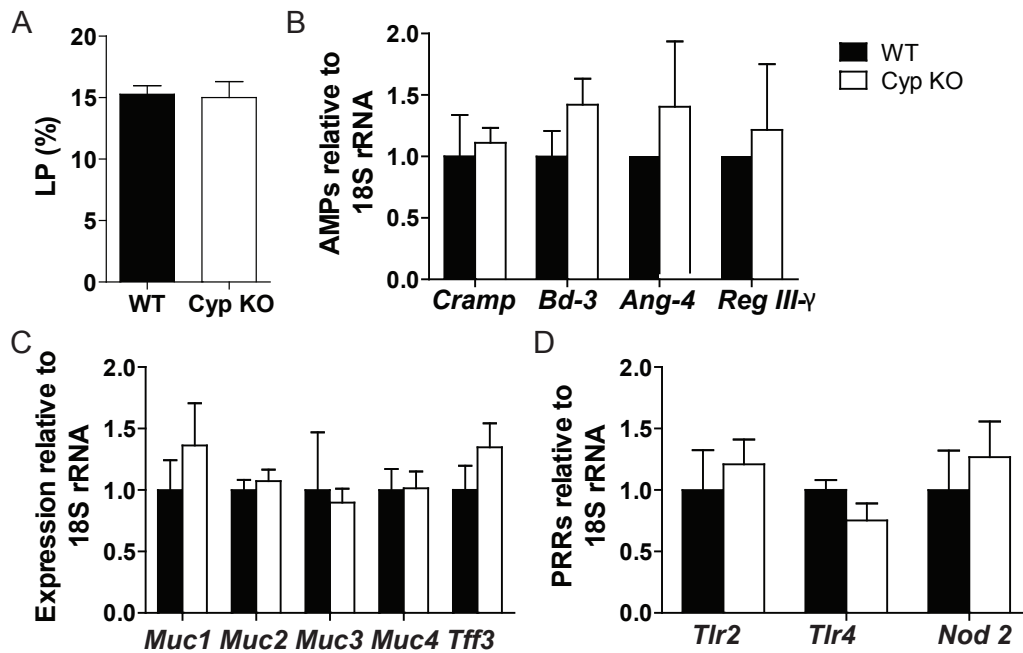 A
LP (%)
20
15
10
5
0
WT Cyp KO
B
AMPs relative to
18S rRNA
2.0
1.5
1.0
0.5
0.0
Cramp Bd-3 Ang-4 Reg III-γ
WT
Cyp KO
C
Expression relative to
18S rRNA
2.0
1.5
1.0
0.5
0.0
Muc1 Muc2 Muc3 Muc4 Tff3
D
PRRs relative to
18S rRNA
2.0
1.5
1.0
0.5
0.0
Tlr2 Tlr4 Nod 2